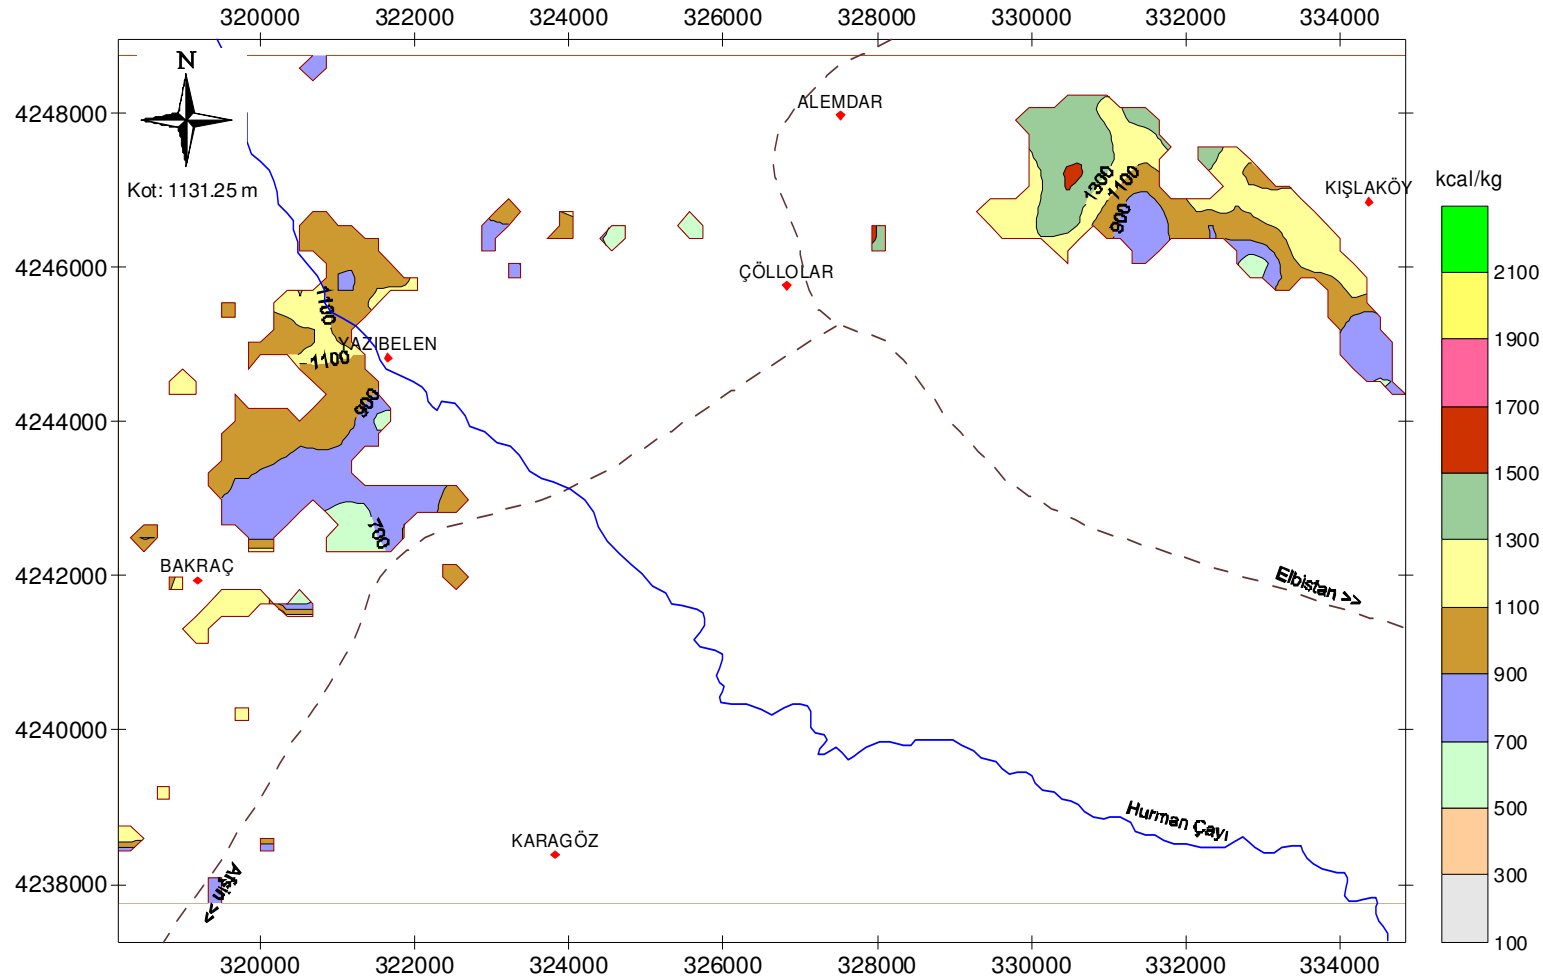 320000 322000 324000 326000 328000 330000 332000 334000
N
4248000
ALEMDAR
Kot: 1131.25 m
1300
1100
900
KIŞLAKÖY
kcal/kg
4246000
ÇÖLLOLAR
1100
YAZIBELEN
1100
900
4244000
700
BAKRAÇ
4242000
Elbistan >>
4240000
Hurman Çayı
KARAGÖZ
4238000
Afşin >>
2100
1900
1700
1500
1300
1100
900
700
500
300
100
320000 322000 324000 326000 328000 330000 332000 334000